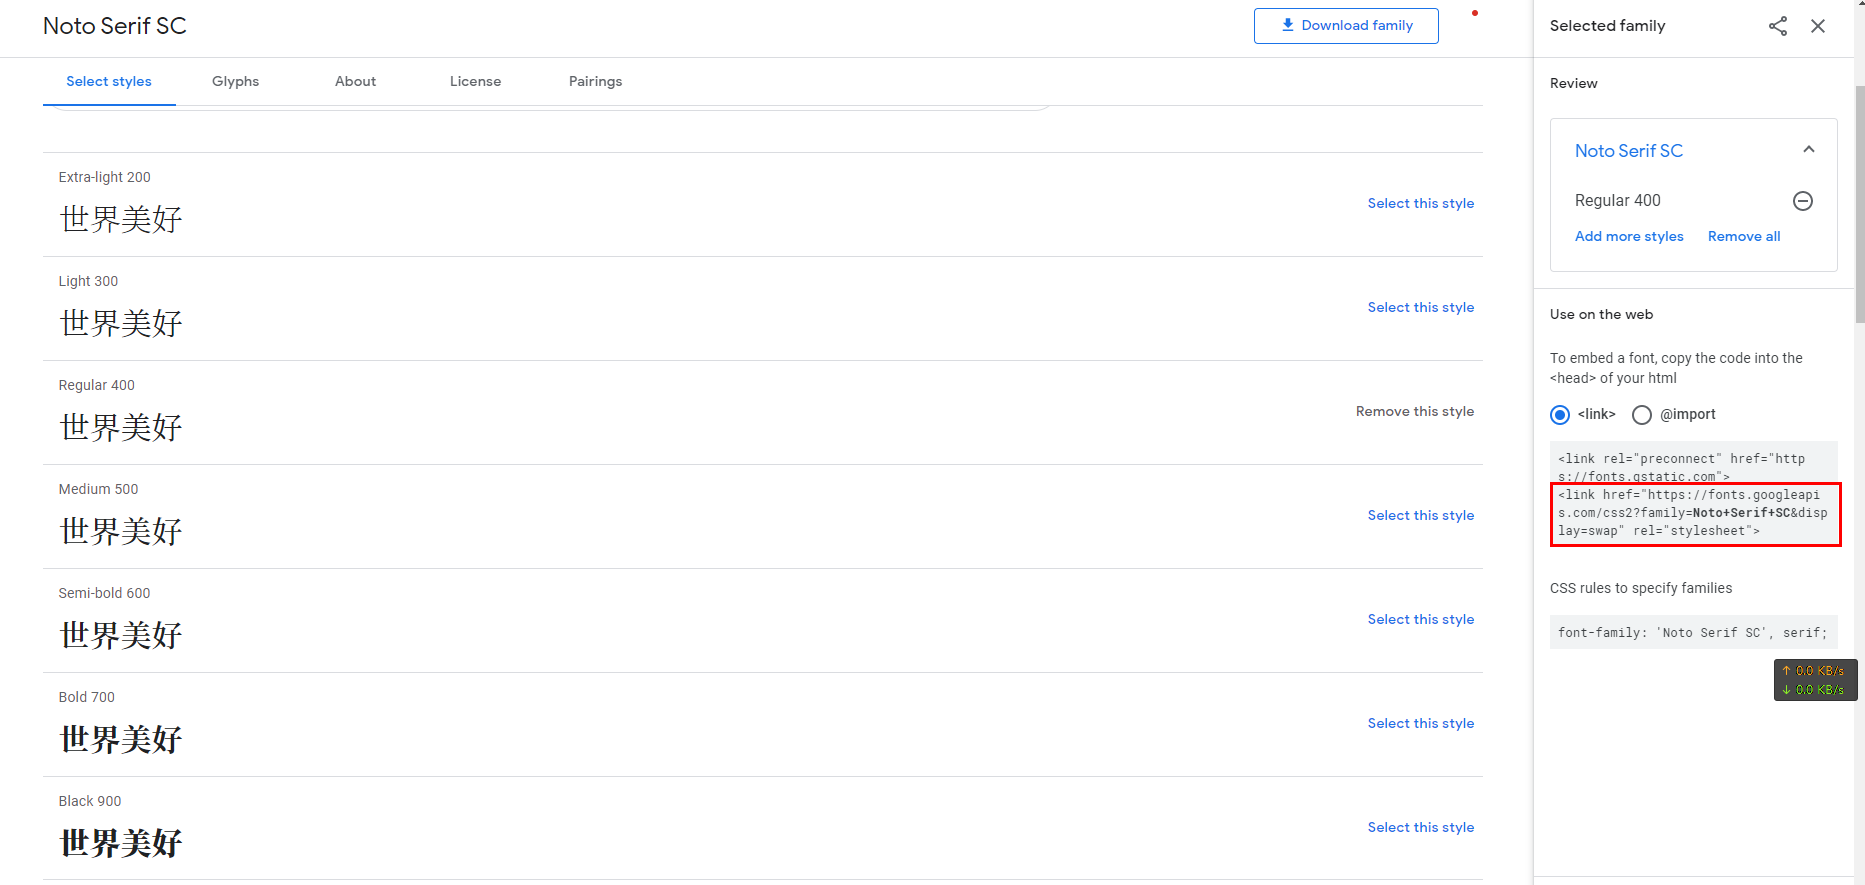 Noto Serif SC
Download family
Select styles
Glyphs
About
License
Pairings
Extra-light 200
世界美好
Select this style
Light 300
世界美好
Select this style
Regular 400
世界美好
Remove this style
Medium 500
世界美好
Select this style
Semi-bold 600
世界美好
Select this style
Bold 700
世界美好
Select this style
Black 900
世界美好
Select this style
Selected family
Review
Noto Serif SC
Regular 400
Add more styles
Remove all
Use on the web
To embed a font, copy the code into the
<head> of your html
<link>
@import
<link rel="preconnect" href="http
s://fonts.gstatic.com">
<link href="https://fonts.googleapi
s.com/css2?family=Noto+Serif+SC&disp
lay=swap" rel="stylesheet">
CSS rules to specify families
font-family: 'Noto Serif SC', serif;
↑ 0.0 KB/s
↓ 0.0 KB/s